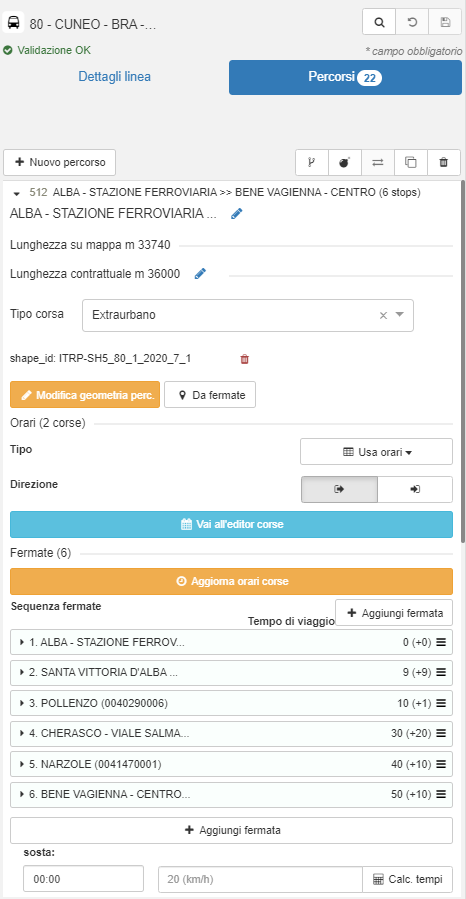 80 - CUNEO - BRA -...
Validazione OK
* campo obbligatorio
Dettagli linea
Percorsi 22
Nuovo percorso
512 ALBA - STAZIONE FERROVIARIA >> BENE VAGIENNA - CENTRO (6 stops)
ALBA - STAZIONE FERROVIARIA ...
Lunghezza su mappa m 33740
Lunghezza contrattuale m 36000
Tipo corsa
Extraurbano
shape_id: ITRP-SH5_80_1_2020_7_1
Modifica geometria perc.
Da fermate
Orari (2 corse)
Tipo
Usa orari
Direzione
Vai all'editor corse
Fermate (6)
Aggiorna orari corse
Sequenza fermate
Tempo di viaggio
Aggiungi fermata
1. ALBA - STAZIONE FERROV... 0 (+0)
2. SANTA VITTORIA D'ALBA ... 9 (+9)
3. POLLENZO (0040290006) 10 (+1)
4. CHERASCO - VIALE SALMA... 30 (+20)
5. NARZOLE (0041470001) 40 (+10)
6. BENE VAGIENNA - CENTRO... 50 (+10)
Aggiungi fermata
sosta:
00:00
20 (km/h)
Calc. tempi